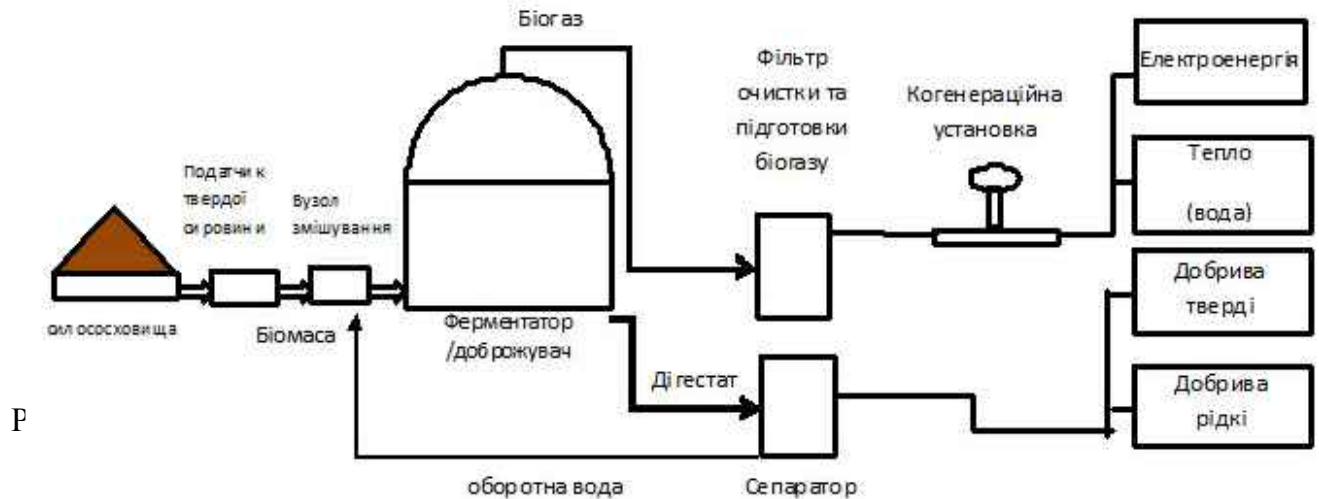 Біогаз
Фільтр
очистки та
підготовки
біогазу
Когенераційна
установка
Електроенергія
Тепло
(вода)
Податчик
твердої
сировини
Вузол
змішування
силососховища
Біомаса
Ферментатор
/доброжувач
Дігестат
Добрива
тверді
Добрива
рідкі
Р
оборотна вода
Сепаратор